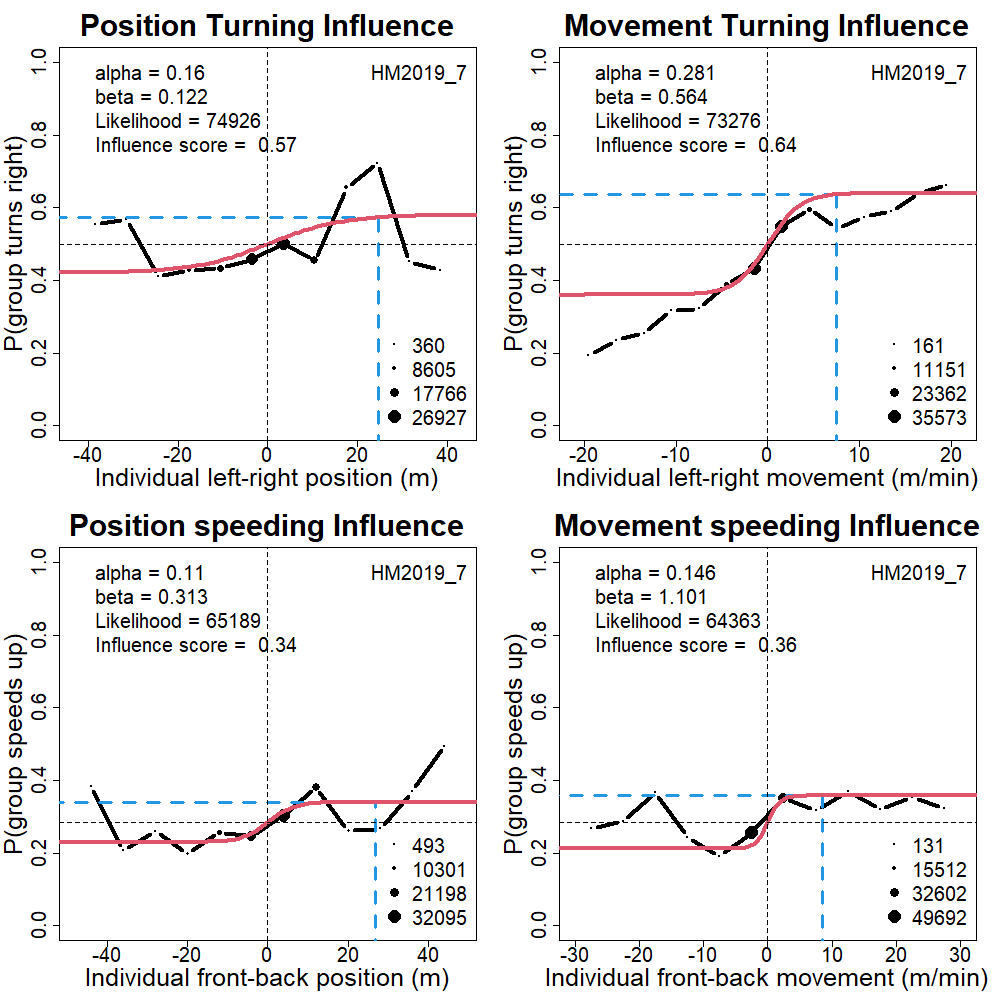 Position Turning Influence
alpha = 0.16
HM2019_7
beta = 0.122
Likelihood = 74926
Influence score = 0.57
P(group turns right)
0.0
0.2
0.4
0.6
0.8
1.0
360
8605
17766
26927
-40
-20
0
20
40
Individual left-right position (m)
Movement Turning Influence
alpha = 0.281
HM2019_7
beta = 0.564
Likelihood = 73276
Influence score = 0.64
P(group turns right)
0.0
0.2
0.4
0.6
0.8
1.0
161
11151
23362
35573
-20
-10
0
10
20
Individual left-right movement (m/min)
Position speeding Influence
alpha = 0.11
HM2019_7
beta = 0.313
Likelihood = 65189
Influence score = 0.34
P(group speeds up)
0.0
0.2
0.4
0.6
0.8
1.0
493
10301
21198
32095
-40
-20
0
20
40
Individual front-back position (m)
Movement speeding Influence
alpha = 0.146
HM2019_7
beta = 1.101
Likelihood = 64363
Influence score = 0.36
P(group speeds up)
0.0
0.2
0.4
0.6
0.8
1.0
131
15512
32602
49692
-30
-20
-10
0
10
20
30
Individual front-back movement (m/min)